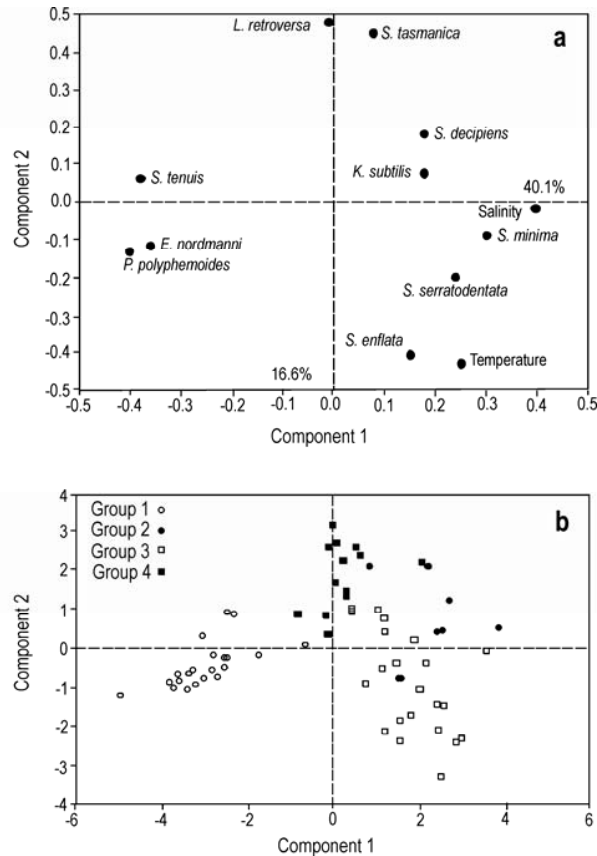 a
0.5
0.4
0.3
0.2
0.1
0.0
-0.1
-0.2
-0.3
-0.4
-0.5
Component 2
L. retroversa
S. tasmanica
S. decipiens
K. subtilis
S. tenuis
40.1%
Salinity
E. nordmanni
S. minima
P. polyphemoides
S. serratodentata
S. enflata
Temperature
16.6%
-0.5 -0.4 -0.3 -0.2 -0.1 0.0 0.1 0.2 0.3 0.4 0.5
Component 1
b
Group 1
Group 2
Group 3
Group 4
4
3
2
1
0
-1
-2
-3
-4
Component 2
-6 -4 -2 0 2 4 6
Component 1